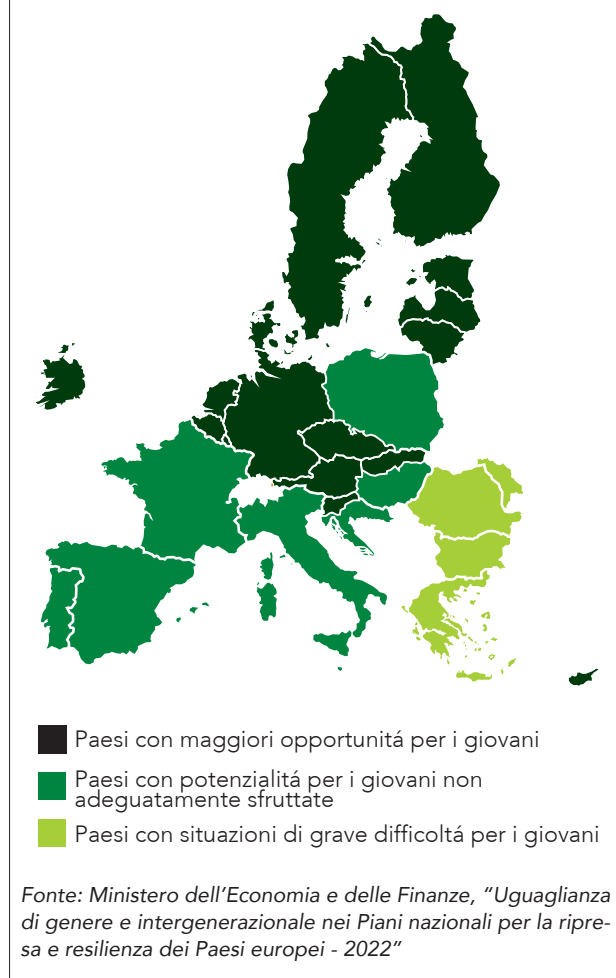 Paesi con maggiori opportunitá per i giovani
Paesi con potenzialitá per i giovani non
adeguatamente sfruttate
Paesi con situazioni di grave difficoltá per i giovani
Fonte: Ministero dell'Economia e delle Finanze, “Uguaglianza
di genere e intergenerazionale nei Piani nazionali per la ripre-
sa e resilienza dei Paesi europei - 2022”